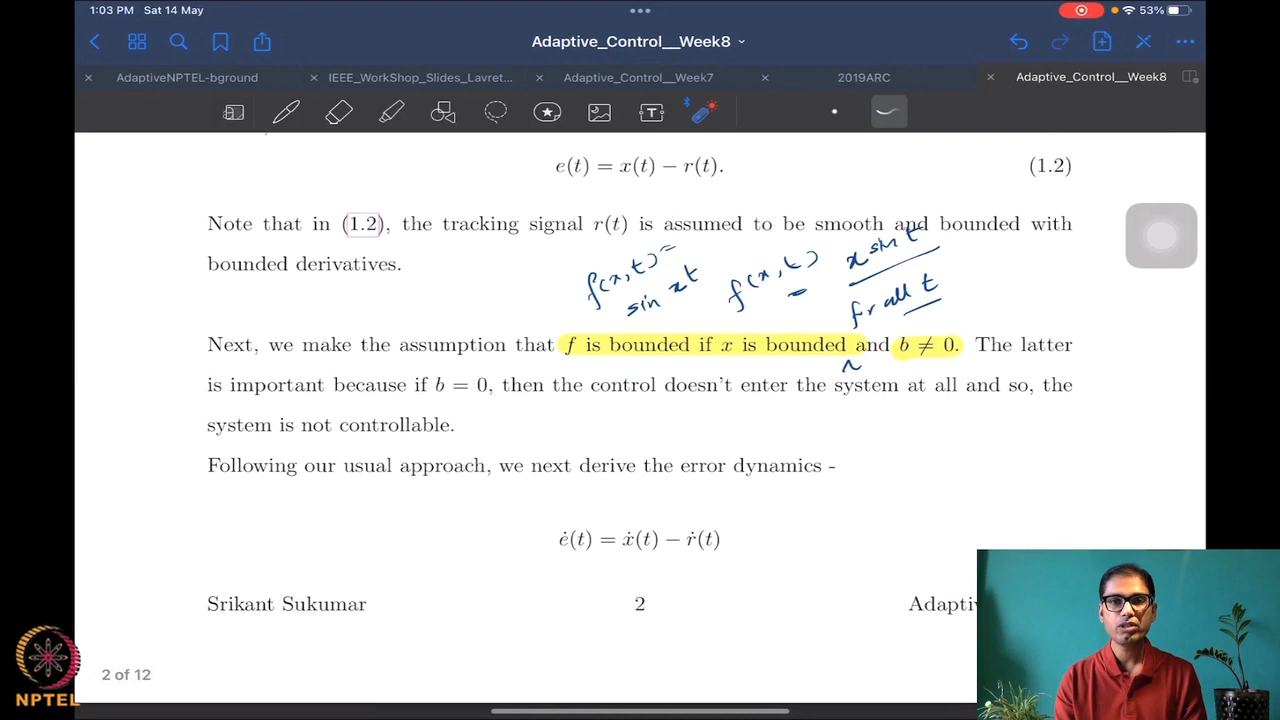 1:03 PM Sat 14 May
53%
Adaptive_Control__Week8
AdaptiveNPTEL-bground
IEEE_WorkShop_Slides_Lavret...
Adaptive_Control__Week7
2019ARC
Adaptive_Control__Week8
e(t) = x(t) − r(t). (1.2)
Note that in (1.2), the tracking signal r(t) is assumed to be smooth and bounded with
bounded derivatives.
f(x,t) =
sin xt
f(x,t)
x sin t
for all t
Next, we make the assumption that f is bounded if x is bounded and b ≠ 0. The latter
is important because if b = 0, then the control doesn't enter the system at all and so, the
system is not controllable.
Following our usual approach, we next derive the error dynamics -
ė(t) = ẋ(t) − ṙ(t)
Srikant Sukumar 2 Adaptiv
2 of 12
NPTEL